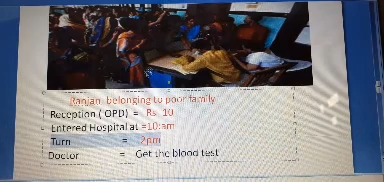 Ranjan belonging to poor family
Reception ( OPD) = Rs. 10
Entered Hospital at =10:am
Turn = 2pm
Doctor = Get the blood test